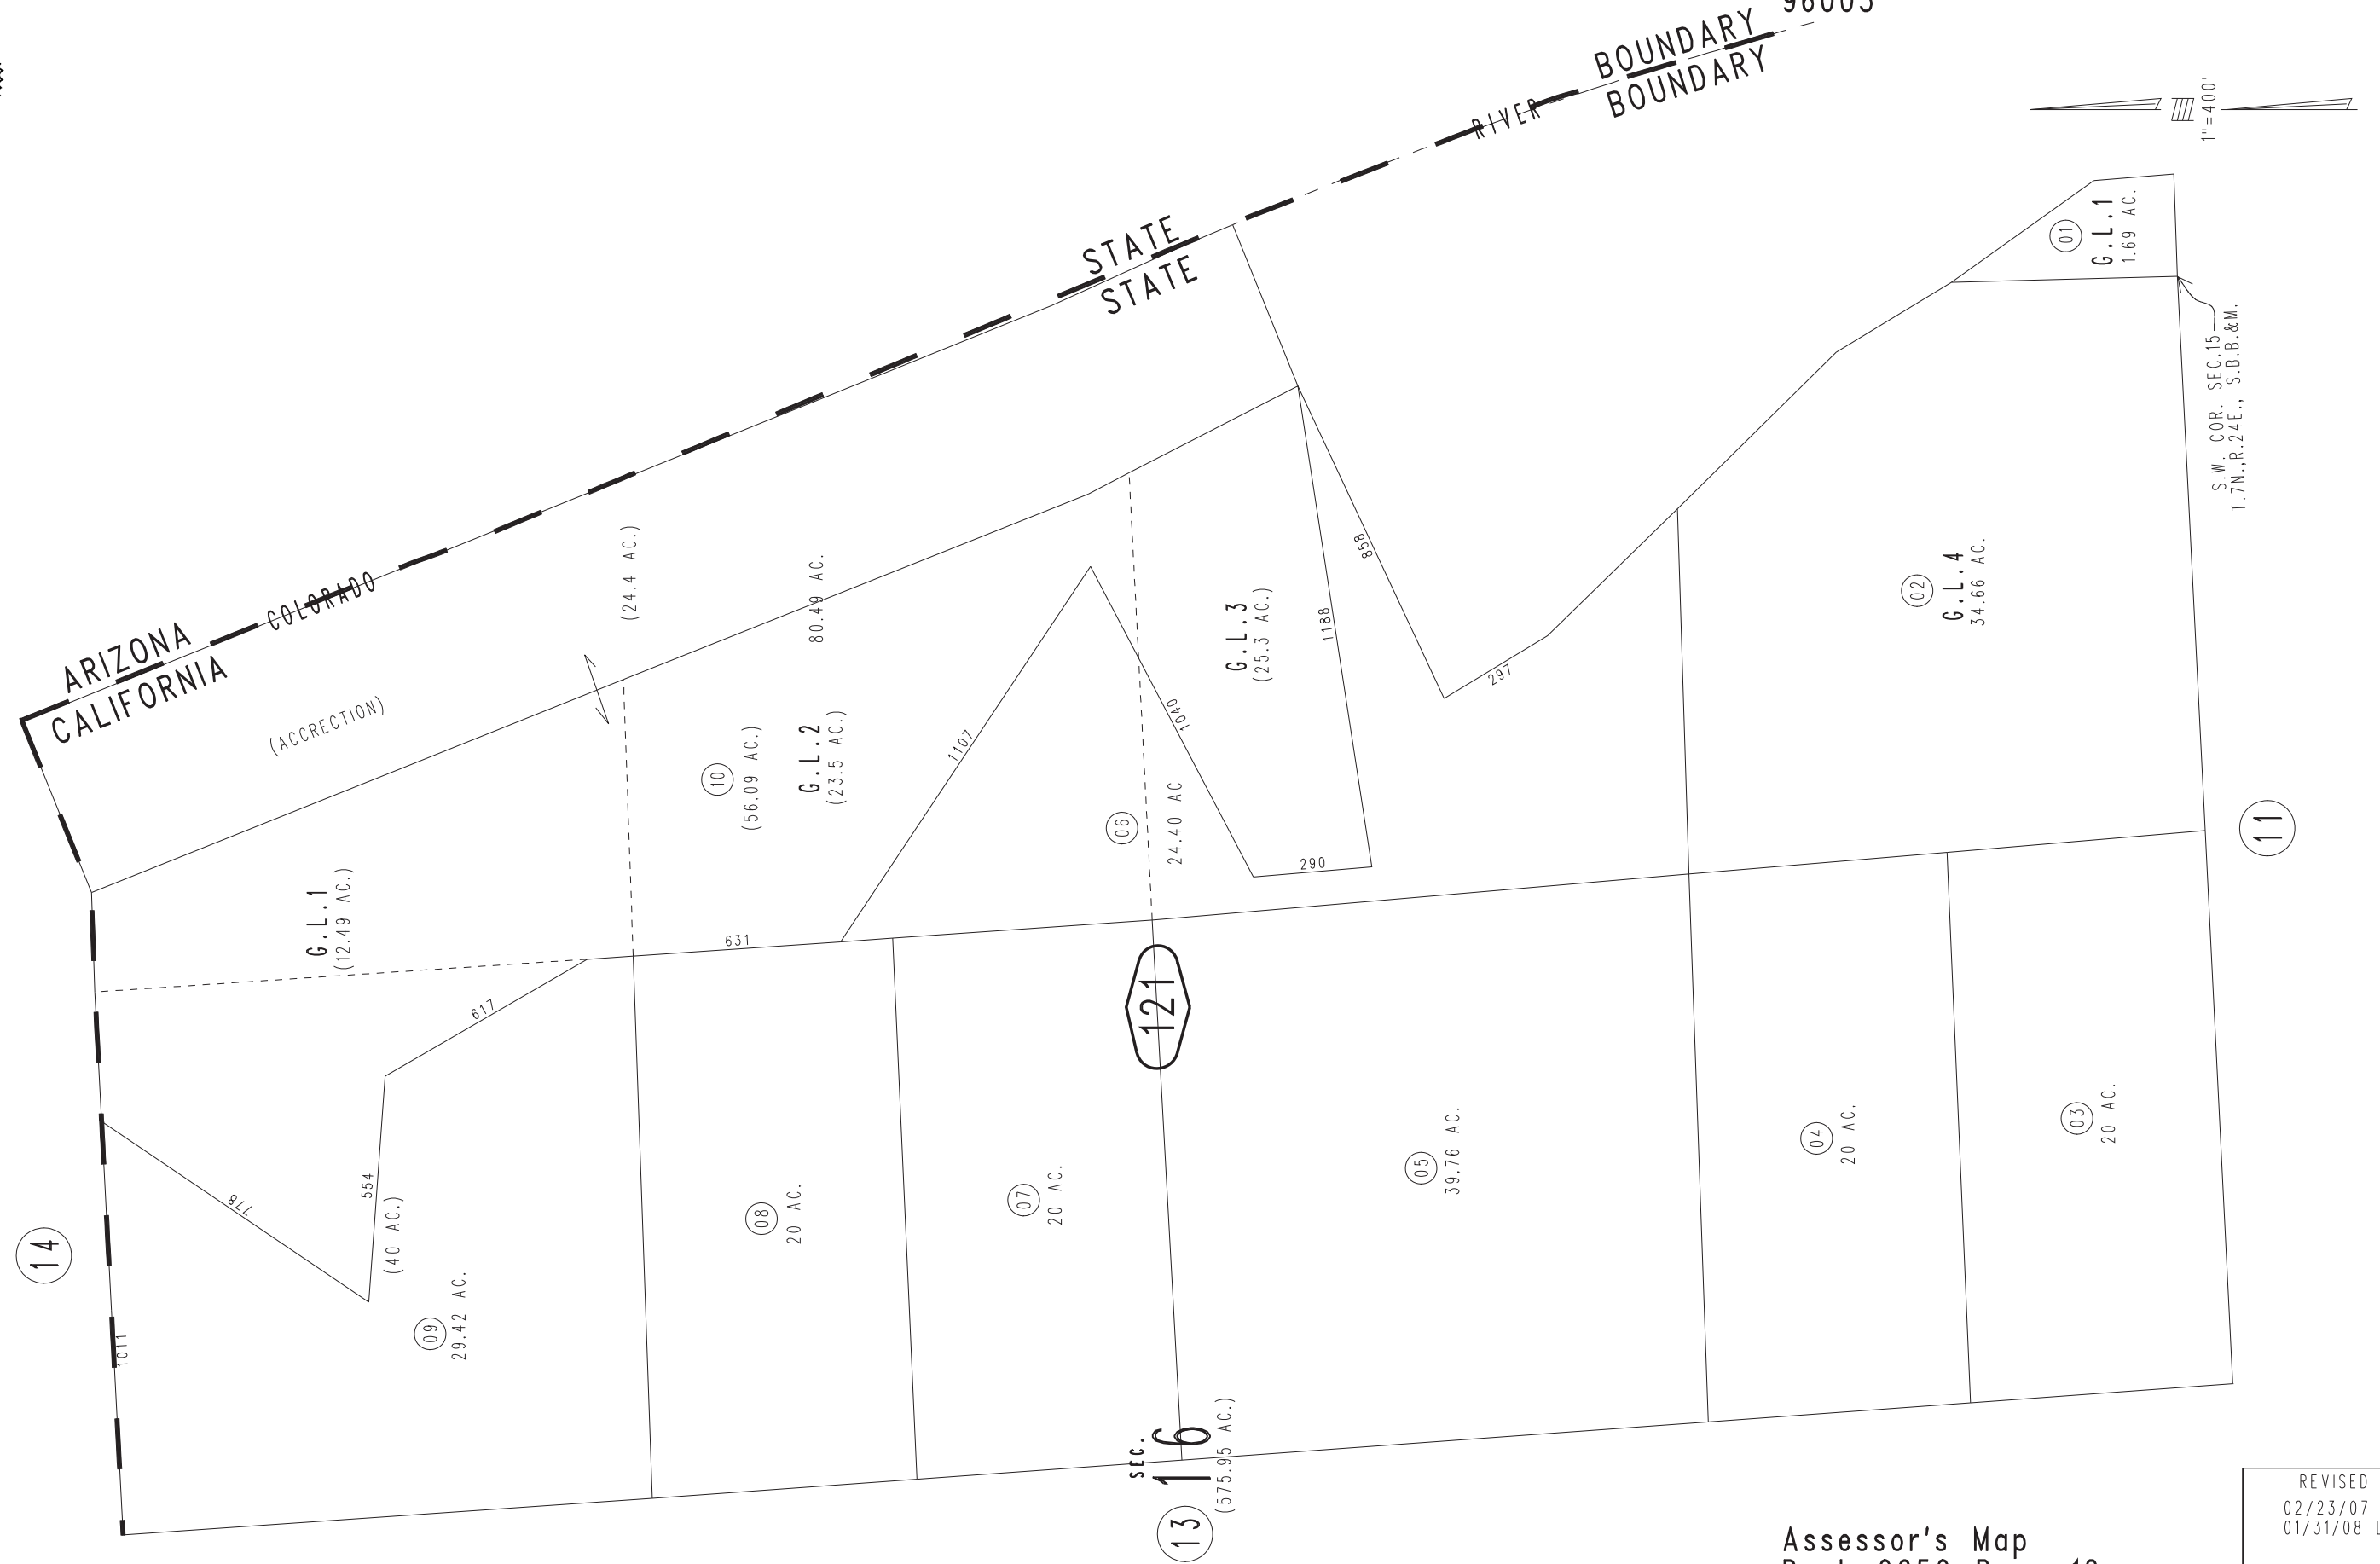 BOUNDARY
BOUNDARY
RIVER
1"=400'
STATE
STATE
01
G.L.1
1.69 AC.
S.W. COR. SEC.15
T.7N.,R.24E., S.B.B.&M.
ARIZONA
CALIFORNIA
COLORADO
(ACCRETION)
(24.4 AC.)
80.49 AC.
858
1188
G.L.3
(25.3 AC.)
297
02
G.L.4
34.66 AC.
10
(56.09 AC.)
G.L.2
(23.5 AC.)
1107
1040
06
24.40 AC
290
11
G.L.1
(12.49 AC.)
631
617
121
554
778
(40 AC.)
14
1011
09
29.42 AC.
08
20 AC.
07
20 AC.
05
39.76 AC.
04
20 AC.
03
20 AC.
SEC.
16
(575.95 AC.)
13
REVISED
02/23/07
01/31/08
Assessor's Map